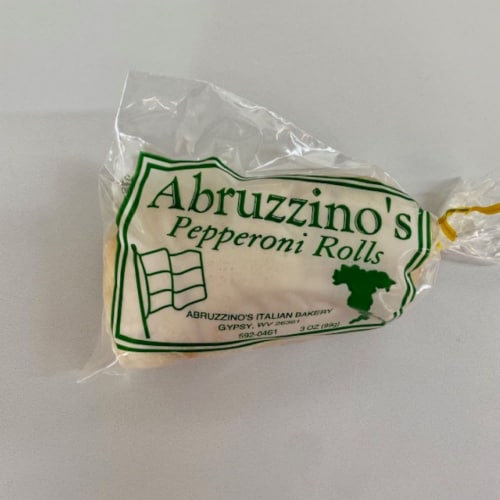 Abruzzino's
Pepperoni Rolls
ABRUZZINO'S ITALIAN BAKERY
GYPSY, WV 26361
592-0461 3 OZ (99g)